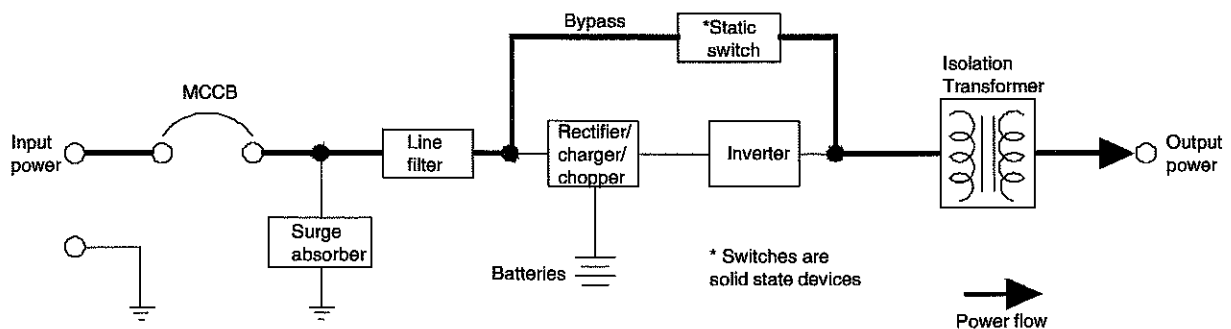 Bypass
*Static
switch
Isolation
Transformer
MCCB
Input
power
Line
filter
Rectifier/
charger/
chopper
Inverter
Output
power
Surge
absorber
Batteries
* Switches are
solid state devices
Power flow